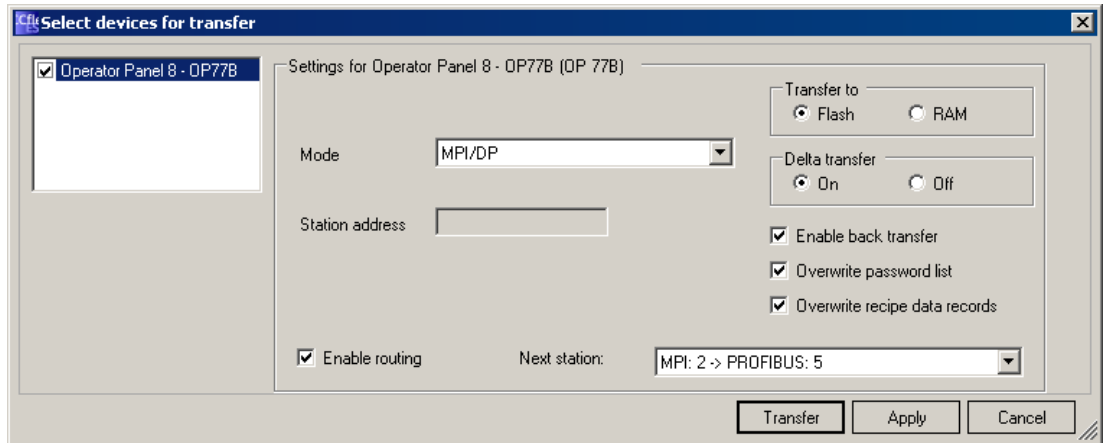 Select devices for transfer
Operator Panel 8 - OP77B
Settings for Operator Panel 8 - OP77B (OP 77B)
Transfer to
Flash RAM
Mode MPI/DP
Delta transfer
On Off
Station address
Enable back transfer
Overwrite password list
Overwrite recipe data records
Enable routing Next station: MPI: 2 -> PROFIBUS: 5
Transfer Apply Cancel